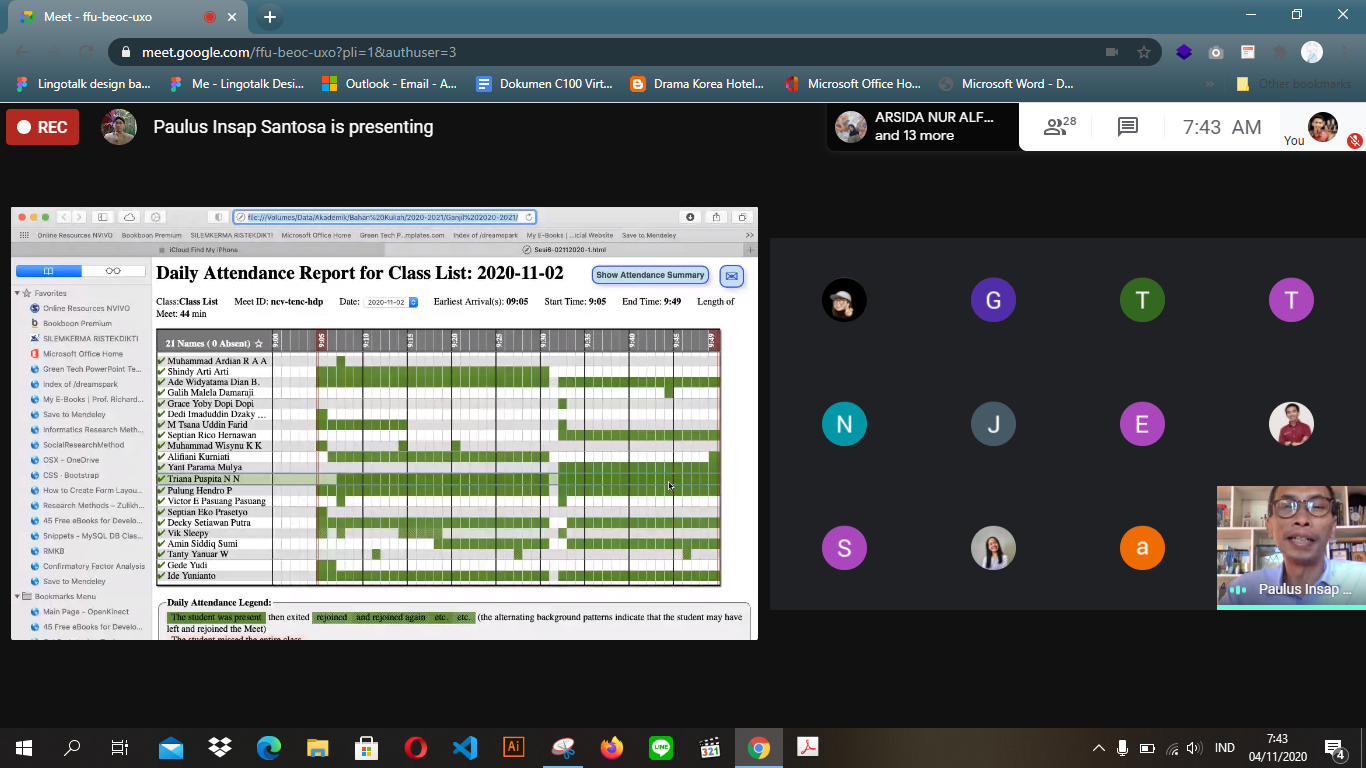 Meet - ffu-beoc-uxo
meet.google.com/ffu-beoc-uxo?pli=1&authuser=3
Lingotalk design ba...
Me - Lingotalk Desi...
Outlook - Email - A...
Dokumen C100 Virt...
Drama Korea Hotel...
Microsoft Office Ho...
Microsoft Word - D...
Other bookmarks
REC
Paulus Insap Santosa is presenting
ARSIDA NUR ALF...
and 13 more
28
7:43 AM
You
file:///Volumes/Data/Akademik/Bahan%20Kuliah/2020-2021/Ganjil%202020-2021/
Online Resources NVIVO
Bookboon Premium
SILEMKERMA RISTEKDIKTI
Microsoft Office Home
Green Tech P...mplates.com
Index of /dreamspark
My E-Books | ...icial Website
Save to Mendeley
iCloud Find My iPhone
Sesi8-02112020-1.html
Favorites
Online Resources NVIVO
Bookboon Premium
SILEMKERMA RISTEKDIKTI
Microsoft Office Home
Green Tech PowerPoint Te...
Index of /dreamspark
My E-Books | Prof. Richard...
Save to Mendeley
Informatics Research Meth...
SocialResearchMethod
OSX - OneDrive
CSS · Bootstrap
How to Create Form Layou...
Research Methods – Zulikh...
45 Free eBooks for Develo...
Snippets - MySQL DB Clas...
RMKB
Confirmatory Factor Analysis
Save to Mendeley
Bookmarks Menu
Main Page - OpenKinect
45 Free eBooks for Develo...
Daily Attendance Report for Class List: 2020-11-02
Show Attendance Summary
Class:Class List Meet ID: ncv-tenc-hdp Date: 2020-11-02 Earliest Arrival(s): 09:05 Start Time: 9:05 End Time: 9:49 Length of
Meet: 44 min
21 Names ( 0 Absent) ☆
9:00 9:05 9:10 9:15 9:20 9:25 9:30 9:35 9:40 9:45 9:49
Muhammad Ardian R A A
Shindy Arti Arti
Ade Widyatama Dian B.
Galih Malela Damaraji
Grace Yoby Dopi Dopi
Dedi Imaduddin Dzaky ...
M Tsana Uddin Farid
Septian Rico Hernawan
Muhammad Wisynu K K
Alifiani Kurniati
Yant Parama Mulya
Triana Puspita N N
Pulung Hendro P
Victor E Pasuang Pasuang
Septian Eko Prasetyo
Decky Setiawan Putra
Vik Sleepy
Amin Siddiq Sumi
Tanty Yanuar W
Gede Yudi
Ide Yunianto
Daily Attendance Legend:
The student was present then exited rejoined and rejoined again etc. etc. (the alternating background patterns indicate that the student may have
left and rejoined the Meet)
The student missed the entire class
G
T
T
N
J
E
S
a
Paulus Insap ...
Ai
LINE
321
IND
7:43
04/11/2020
4